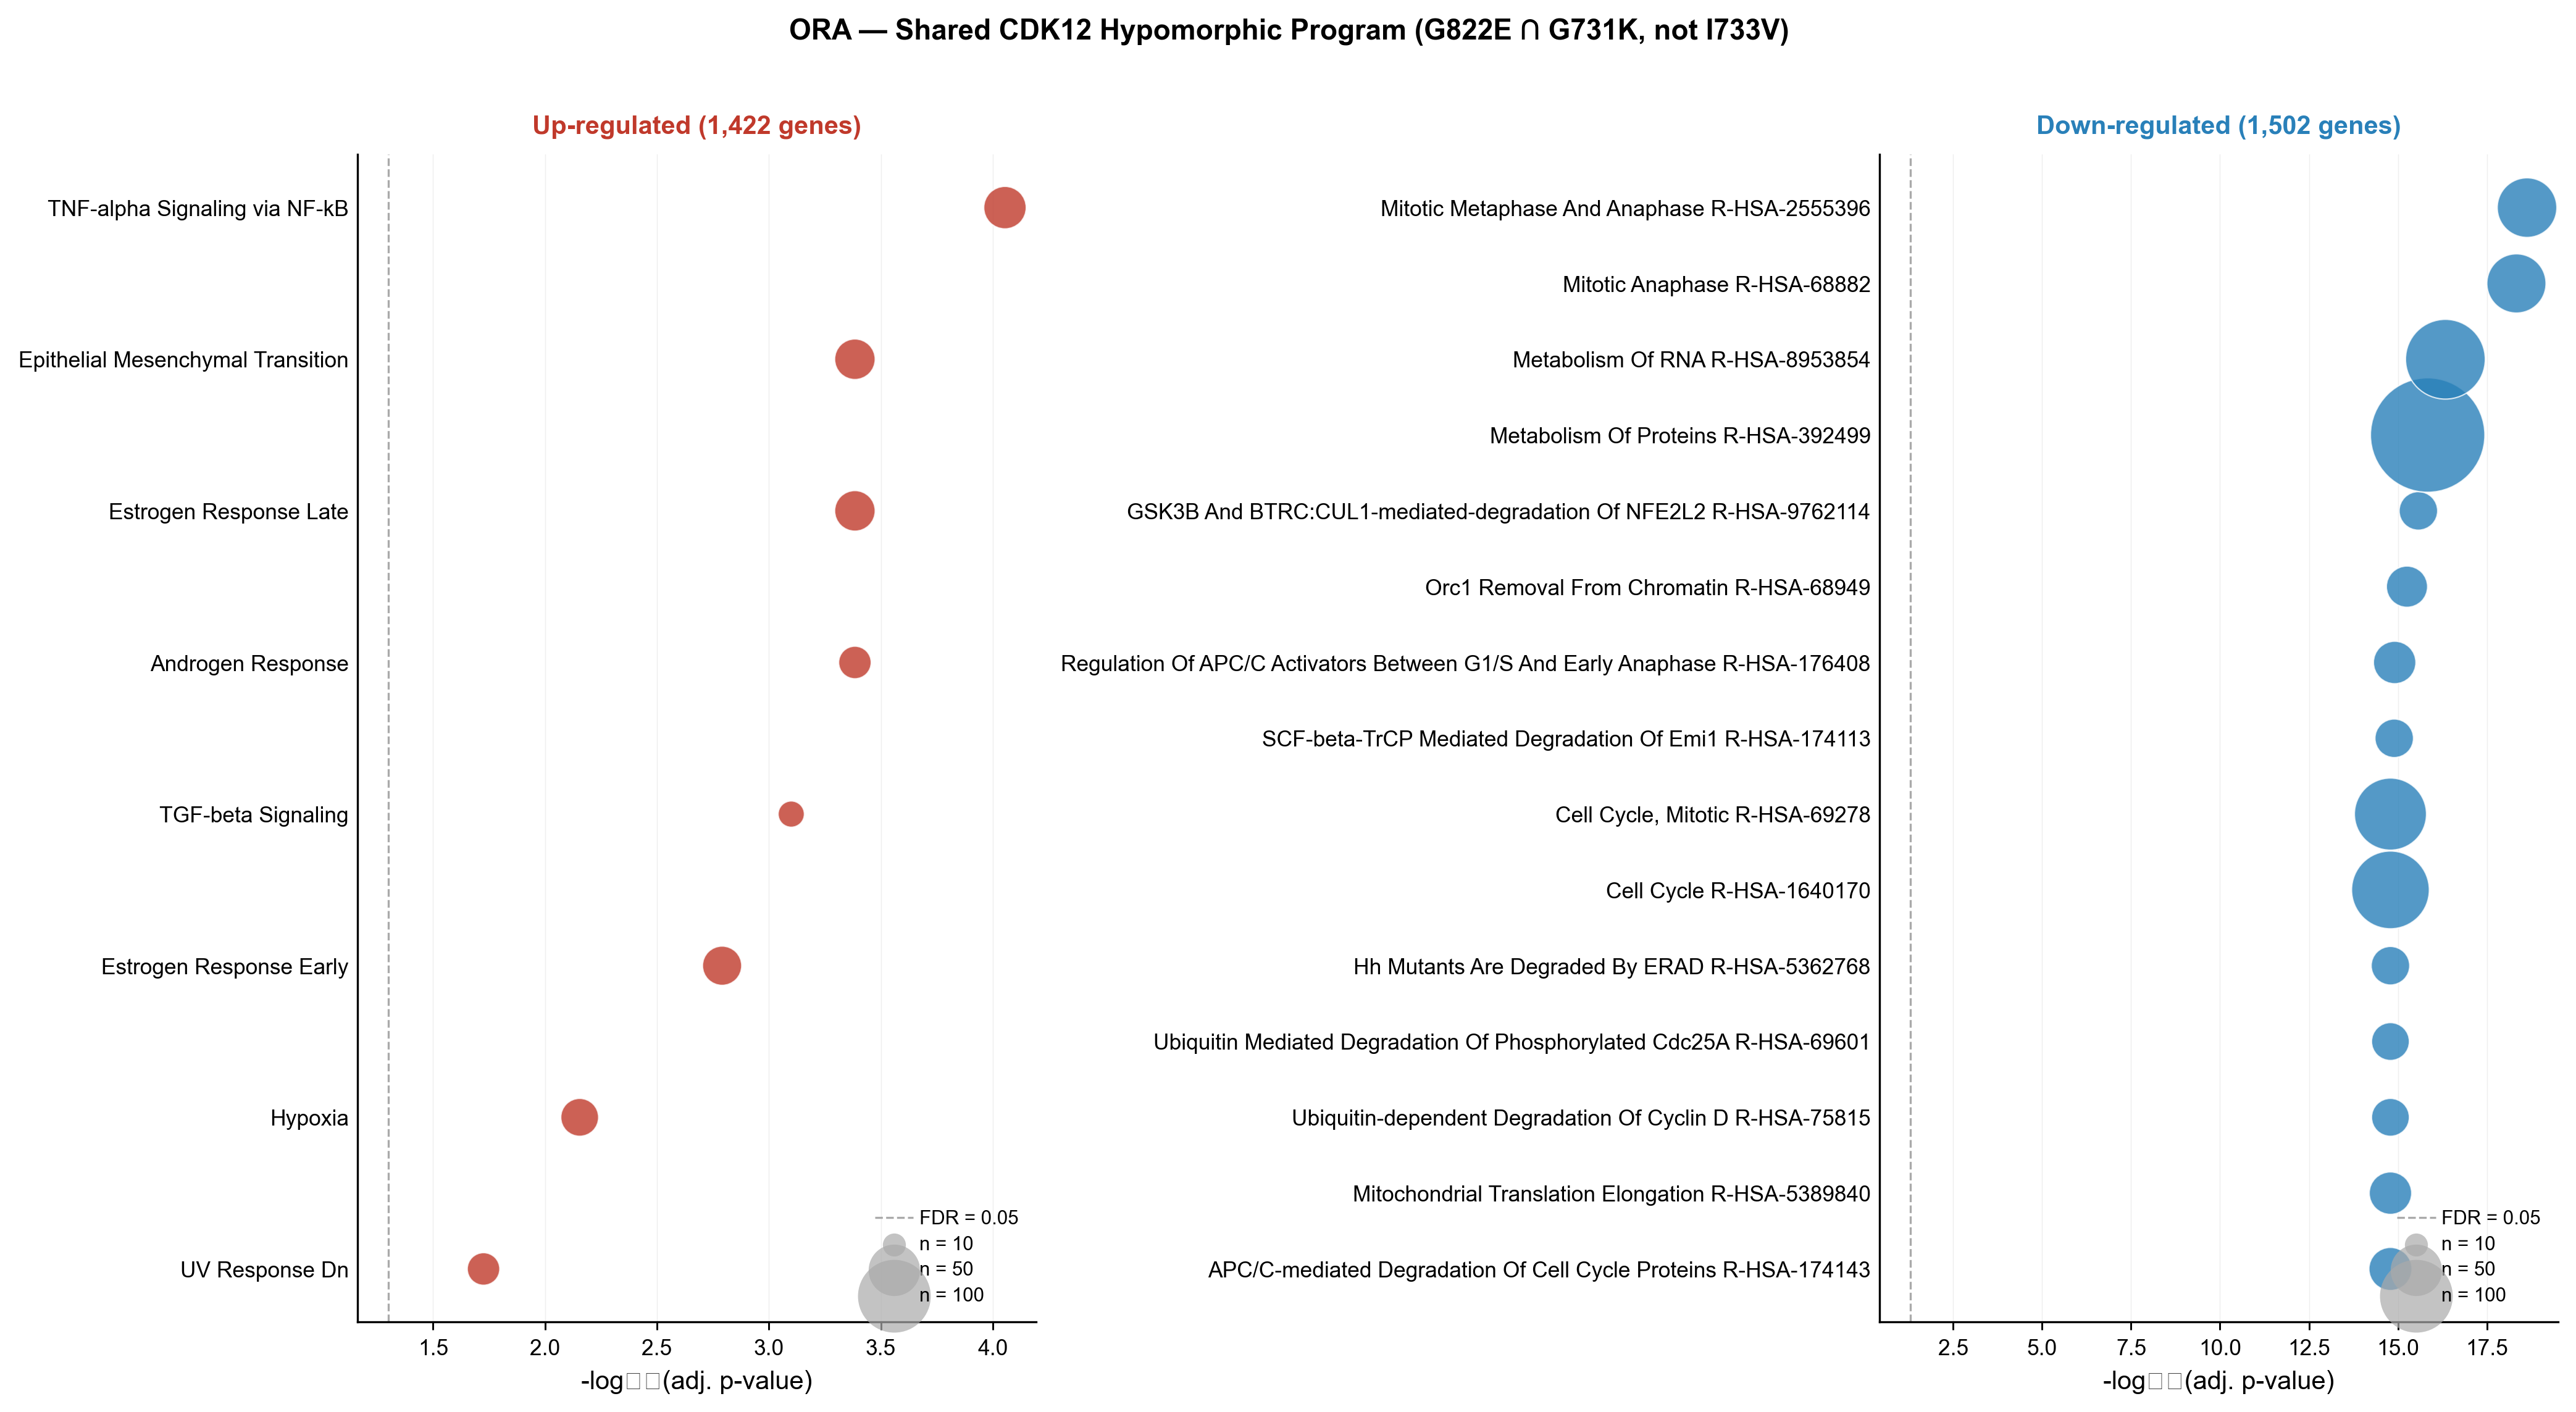 ORA — Shared CDK12 Hypomorphic Program (G822E ∩ G731K, not I733V)
Up-regulated (1,422 genes)
TNF-alpha Signaling via NF-kB
Epithelial Mesenchymal Transition
Estrogen Response Late
Androgen Response
TGF-beta Signaling
Estrogen Response Early
Hypoxia
UV Response Dn
FDR = 0.05
n = 10
n = 50
n = 100
1.5 2.0 2.5 3.0 3.5 4.0
-log□□(adj. p-value)
Down-regulated (1,502 genes)
Mitotic Metaphase And Anaphase R-HSA-2555396
Mitotic Anaphase R-HSA-68882
Metabolism Of RNA R-HSA-8953854
Metabolism Of Proteins R-HSA-392499
GSK3B And BTRC:CUL1-mediated-degradation Of NFE2L2 R-HSA-9762114
Orc1 Removal From Chromatin R-HSA-68949
Regulation Of APC/C Activators Between G1/S And Early Anaphase R-HSA-176408
SCF-beta-TrCP Mediated Degradation Of Emi1 R-HSA-174113
Cell Cycle, Mitotic R-HSA-69278
Cell Cycle R-HSA-1640170
Hh Mutants Are Degraded By ERAD R-HSA-5362768
Ubiquitin Mediated Degradation Of Phosphorylated Cdc25A R-HSA-69601
Ubiquitin-dependent Degradation Of Cyclin D R-HSA-75815
Mitochondrial Translation Elongation R-HSA-5389840
APC/C-mediated Degradation Of Cell Cycle Proteins R-HSA-174143
FDR = 0.05
n = 10
n = 50
n = 100
2.5 5.0 7.5 10.0 12.5 15.0 17.5
-log□□(adj. p-value)